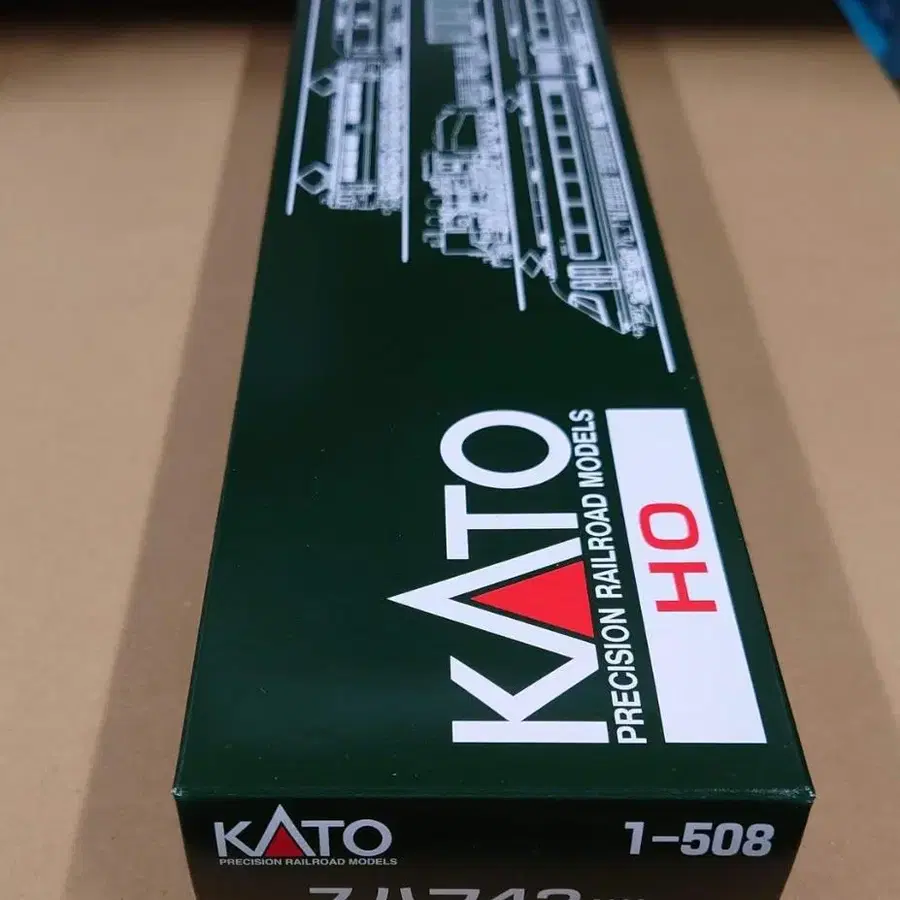 KATO
PRECISION RAILROAD MODELS
HO
KATO
PRECISION RAILROAD MODELS
1-508